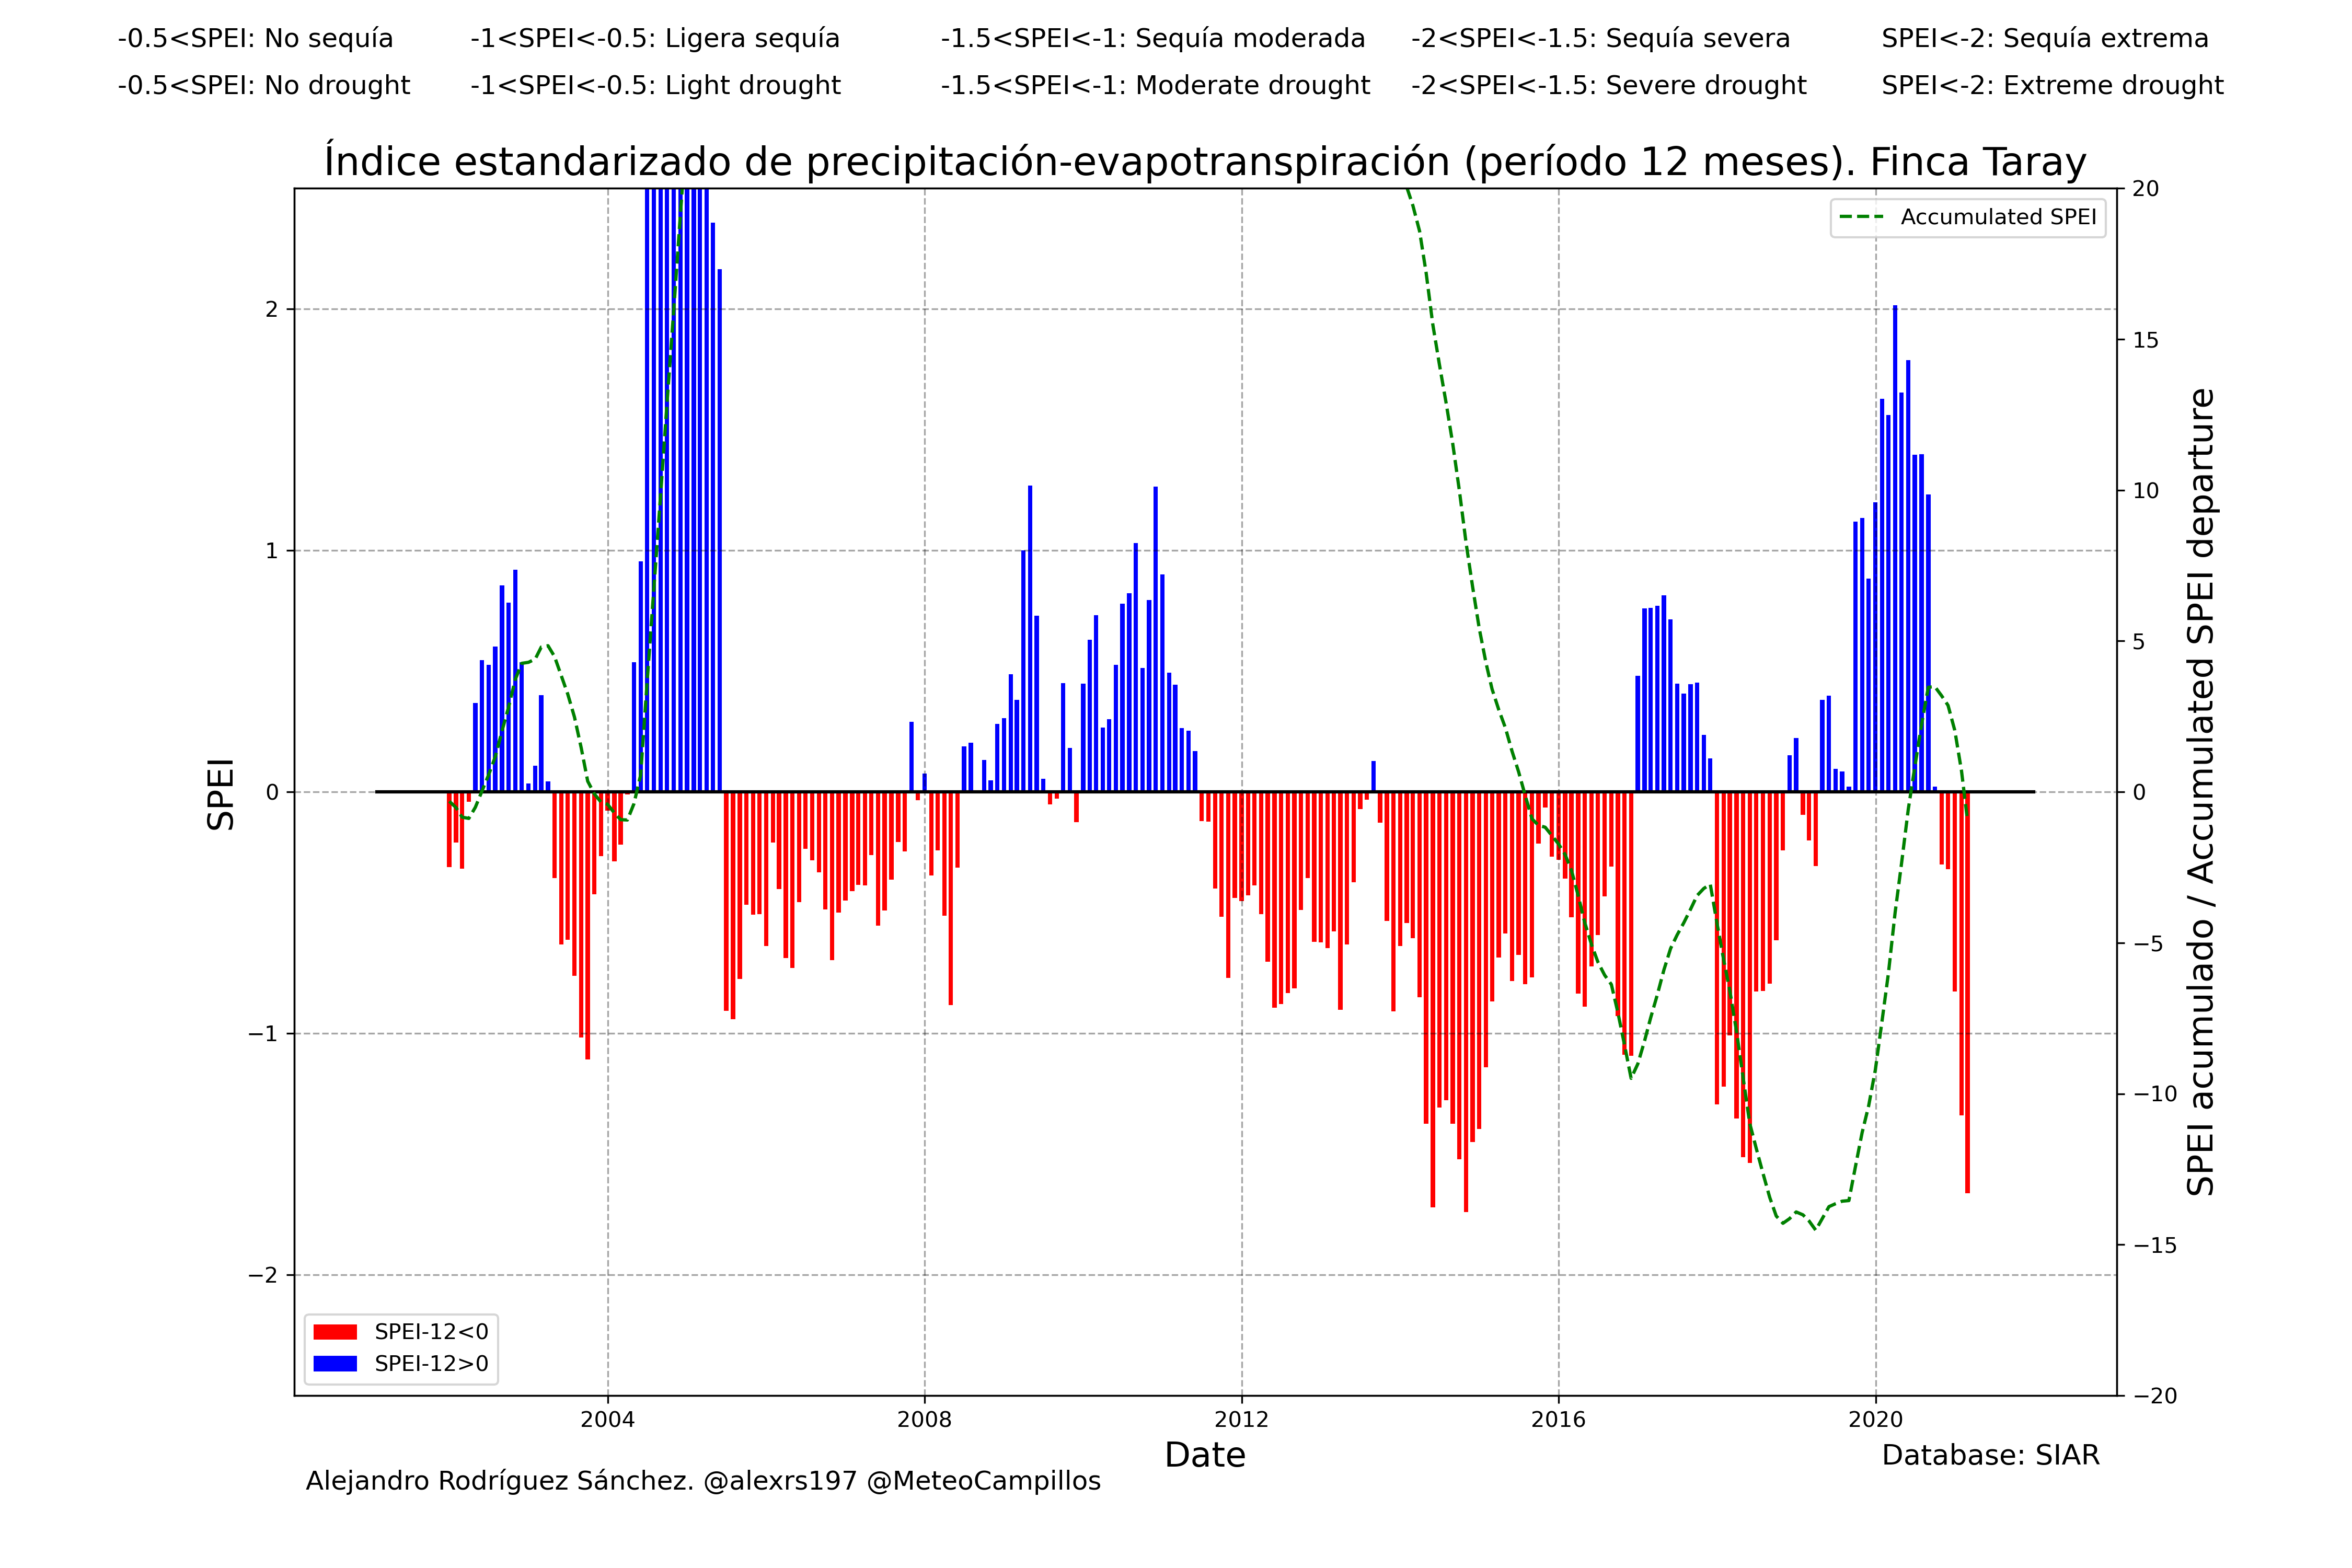 -0.5<SPEI: No sequía
-1<SPEI<-0.5: Ligera sequía
-1.5<SPEI<-1: Sequía moderada
-2<SPEI<-1.5: Sequía severa
SPEI<-2: Sequía extrema
-0.5<SPEI: No drought
-1<SPEI<-0.5: Light drought
-1.5<SPEI<-1: Moderate drought
-2<SPEI<-1.5: Severe drought
SPEI<-2: Extreme drought
Índice estandarizado de precipitación-evapotranspiración (período 12 meses). Finca Taray
Accumulated SPEI
SPEI
2
1
0
−1
−2
20
15
10
5
0
−5
−10
−15
−20
SPEI acumulado / Accumulated SPEI departure
SPEI-12<0
SPEI-12>0
2004
2008
2012
2016
2020
Date
Database: SIAR
Alejandro Rodríguez Sánchez. @alexrs197 @MeteoCampillos